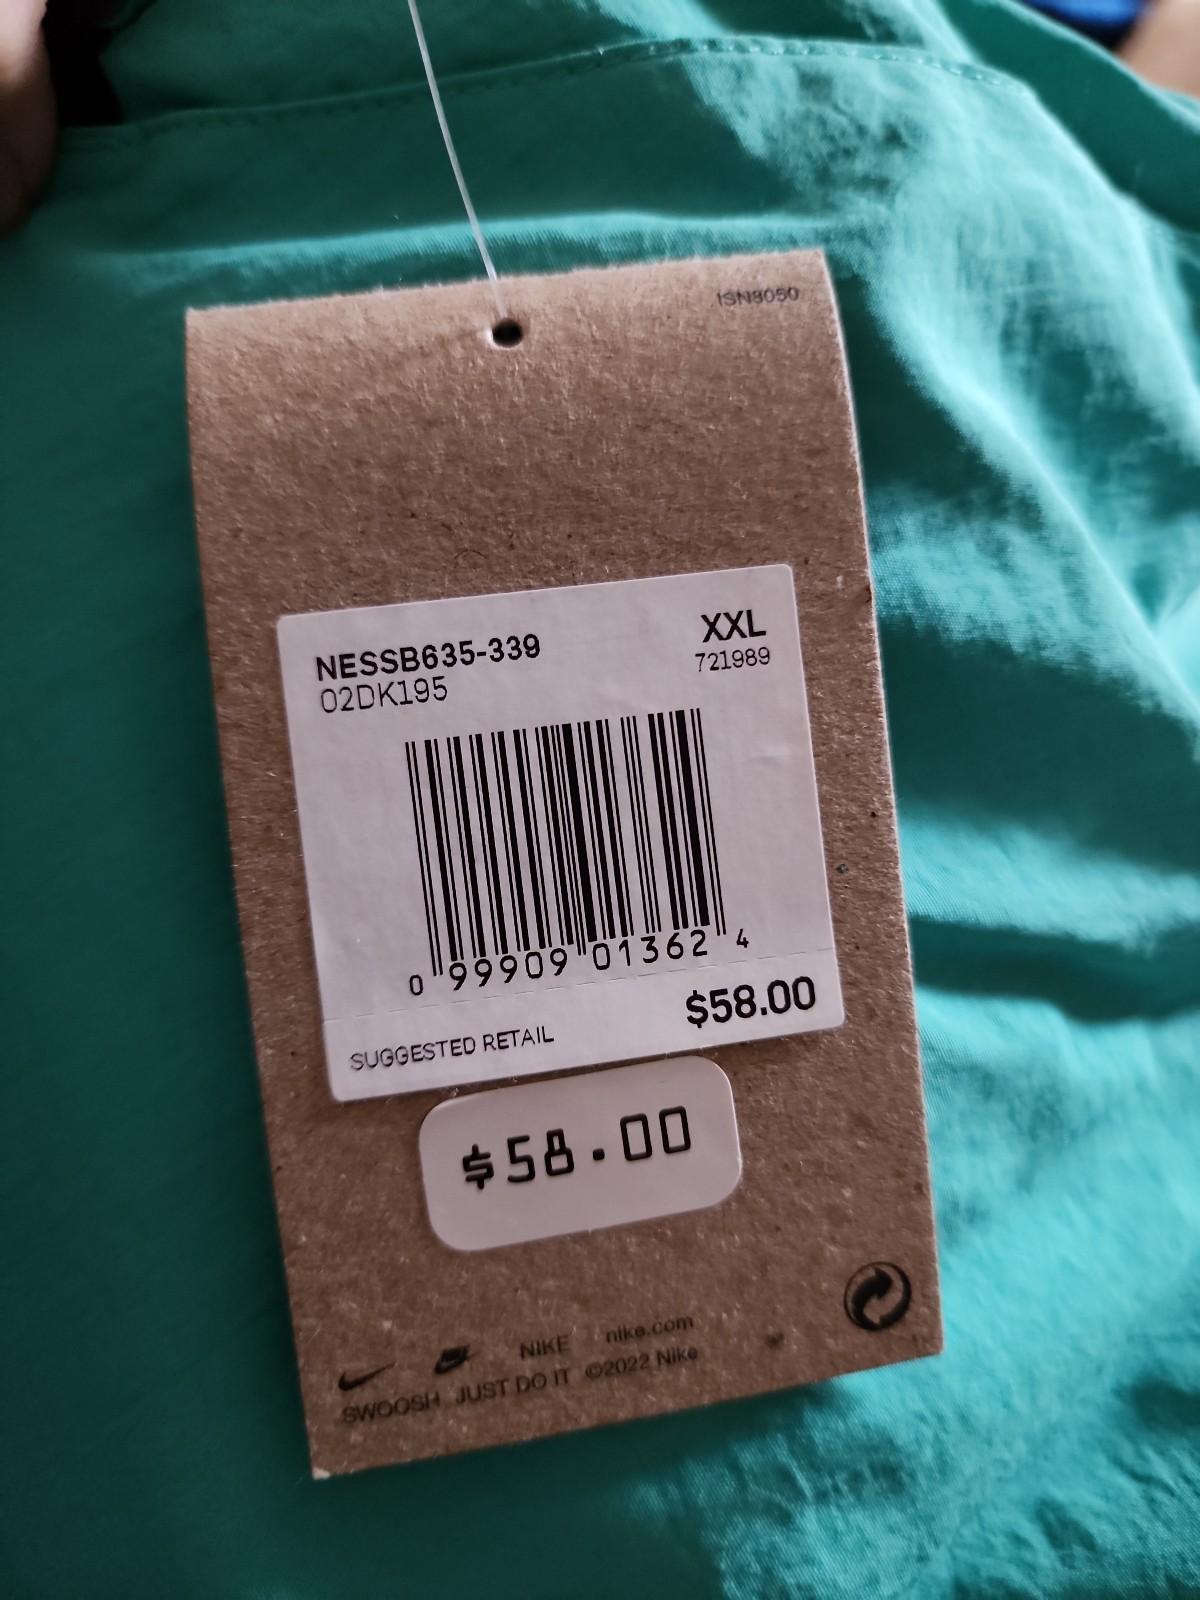 ISN8050
NESSB635-339 XXL
02DK195 721989
0 99909 01362 4
SUGGESTED RETAIL $58.00
$58.00
NIKE nike.com
SWOOSH JUST DO IT ©2022 Nike